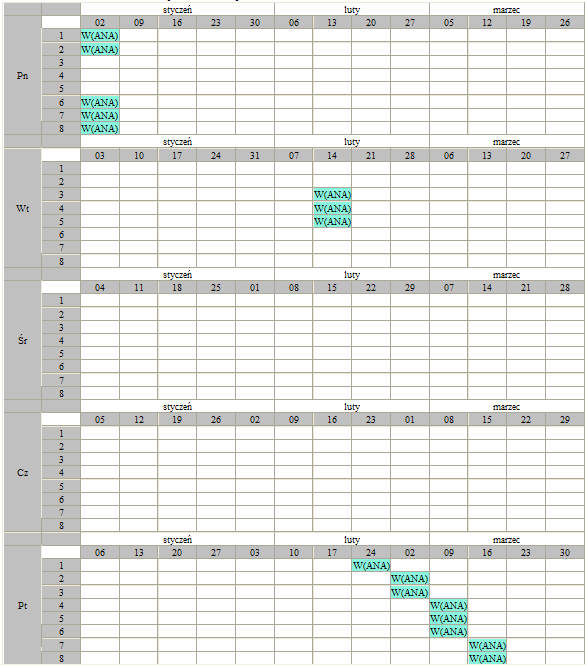 styczeń luty marzec
02 09 16 23 30 06 13 20 27 05 12 19 26
Pn
1 W(ANA)
2 W(ANA)
3
4
5
6 W(ANA)
7 W(ANA)
8 W(ANA)
styczeń luty marzec
03 10 17 24 31 07 14 21 28 06 13 20 27
Wt
1
2
3 W(ANA)
4 W(ANA)
5 W(ANA)
6
7
8
styczeń luty marzec
04 11 18 25 01 08 15 22 29 07 14 21 28
Śr
1
2
3
4
5
6
7
8
styczeń luty marzec
05 12 19 26 02 09 16 23 01 08 15 22 29
Cz
1
2
3
4
5
6
7
8
styczeń luty marzec
06 13 20 27 03 10 17 24 02 09 16 23 30
Pt
1 W(ANA)
2 W(ANA)
3 W(ANA)
4 W(ANA)
5 W(ANA)
6 W(ANA)
7 W(ANA)
8 W(ANA)